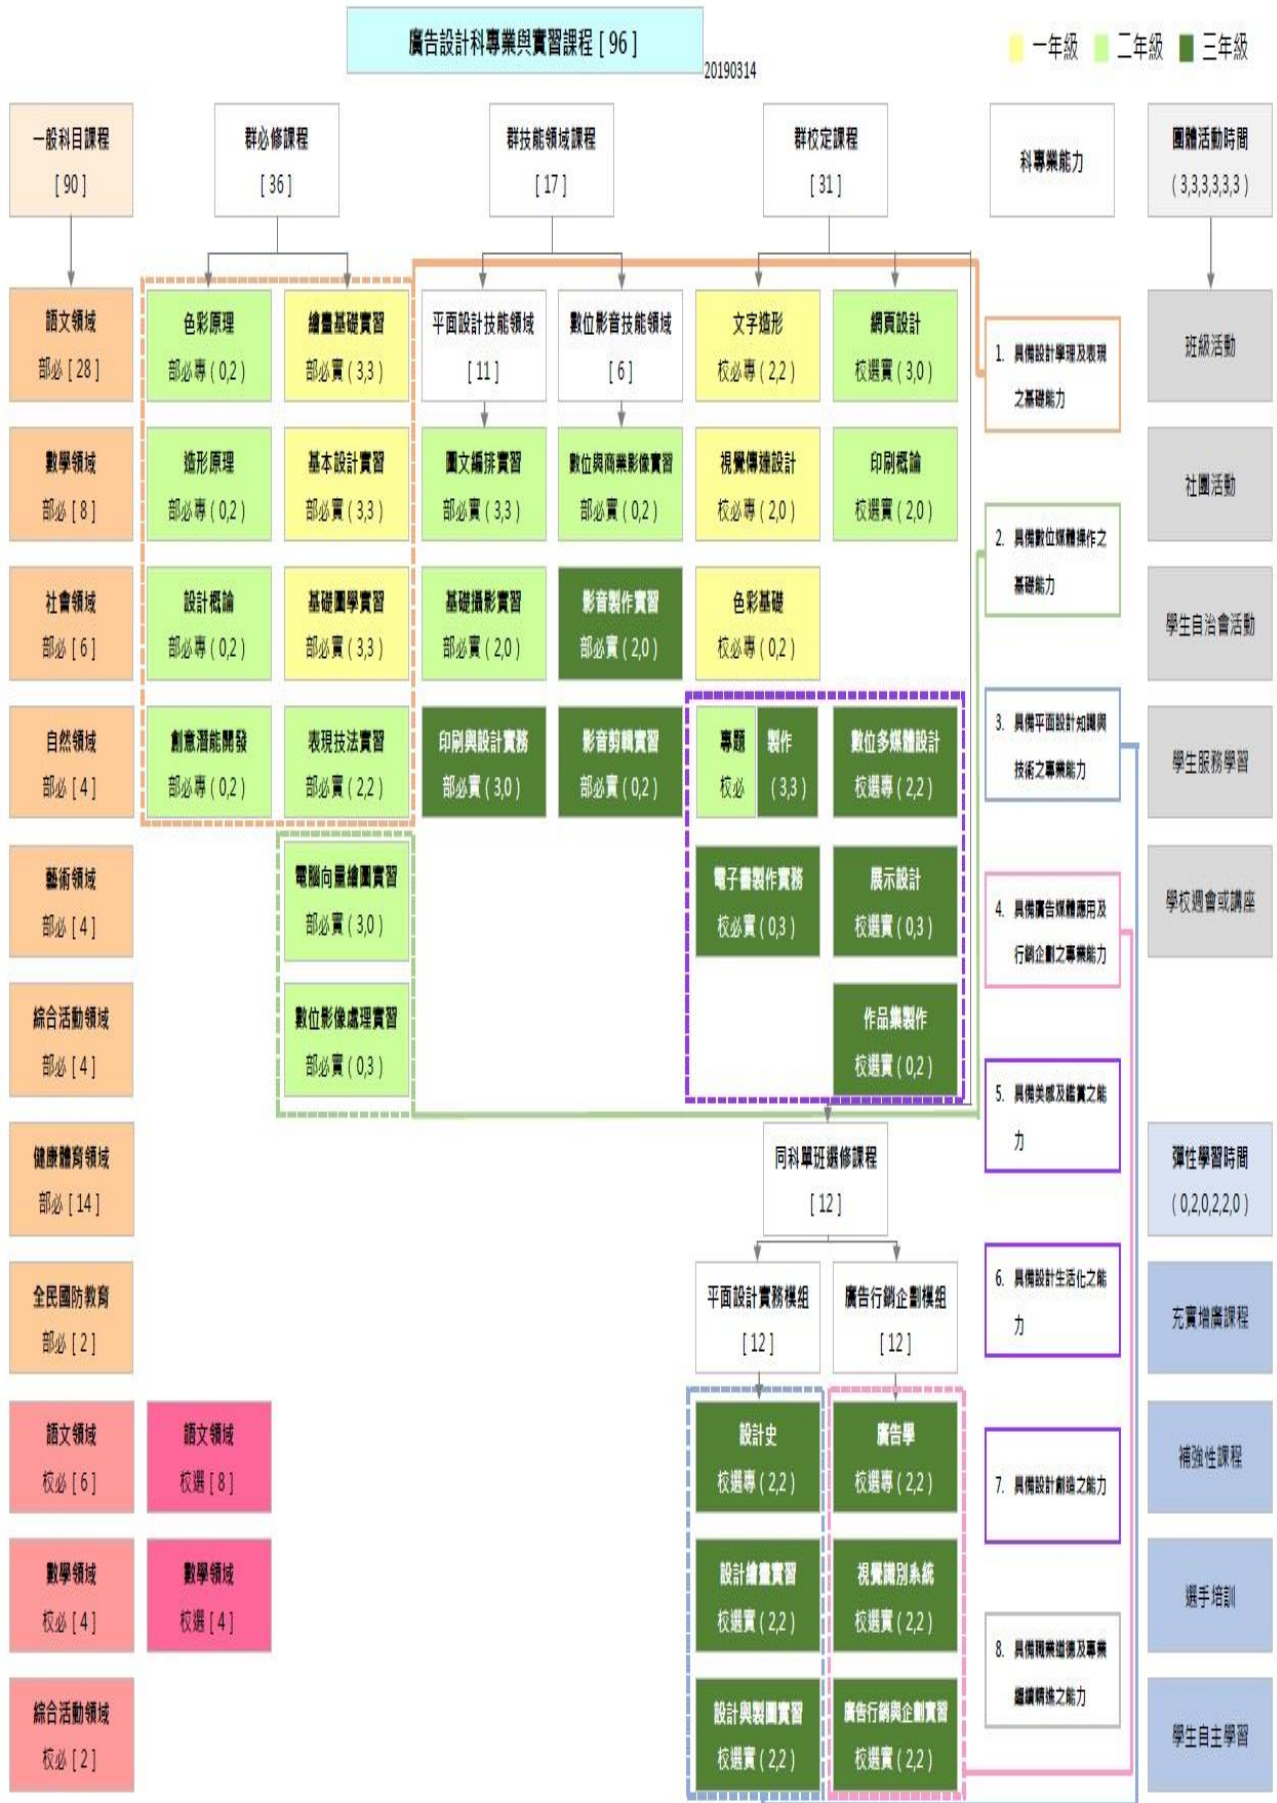 廣告設計科專業與實習課程 [ 96 ]
20190314
一年級
二年級
三年級
一般科目課程
[ 90 ]
群必修課程
[ 36 ]
群技能領域課程
[ 17 ]
群校定課程
[ 31 ]
科專業能力
團體活動時間
( 3,3,3,3,3,3 )
語文領域
部必 [ 28 ]
數學領域
部必 [ 8 ]
社會領域
部必 [ 6 ]
自然領域
部必 [ 4 ]
藝術領域
部必 [ 4 ]
綜合活動領域
部必 [ 4 ]
健康體育領域
部必 [ 14 ]
全民國防教育
部必 [ 2 ]
語文領域
校必 [ 6 ]
數學領域
校必 [ 4 ]
綜合活動領域
校必 [ 2 ]
語文領域
校選 [ 8 ]
數學領域
校選 [ 4 ]
色彩原理
部必專 ( 0,2 )
造形原理
部必專 ( 0,2 )
設計概論
部必專 ( 0,2 )
創意潛能開發
部必專 ( 0,2 )
繪畫基礎實習
部必實 ( 3,3 )
基本設計實習
部必實 ( 3,3 )
基礎圖學實習
部必實 ( 3,3 )
表現技法實習
部必實 ( 2,2 )
電腦向量繪圖實習
部必實 ( 3,0 )
數位影像處理實習
部必實 ( 0,3 )
平面設計技能領域
[ 11 ]
圖文編排實習
部必實 ( 3,3 )
基礎攝影實習
部必實 ( 2,0 )
印刷與設計實務
部必實 ( 3,0 )
數位影音技能領域
[ 6 ]
數位與商業影像實習
部必實 ( 0,2 )
影音製作實習
部必實 ( 2,0 )
影音剪輯實習
部必實 ( 0,2 )
文字造形
校必專 ( 2,2 )
視覺傳達設計
校必專 ( 2,0 )
色彩基礎
校必專 ( 0,2 )
專題 製作
校必 ( 3,3 )
電子書製作實務
校必實 ( 0,3 )
網頁設計
校選實 ( 3,0 )
印刷概論
校選實 ( 2,0 )
數位多媒體設計
校選專 ( 2,2 )
展示設計
校選實 ( 0,3 )
作品集製作
校選實 ( 0,2 )
同科單班選修課程
[ 12 ]
平面設計實務模組
[ 12 ]
設計史
校選專 ( 2,2 )
設計繪畫實習
校選實 ( 2,2 )
設計與製圖實習
校選實 ( 2,2 )
廣告行銷企劃模組
[ 12 ]
廣告學
校選專 ( 2,2 )
視覺識別系統
校選實 ( 2,2 )
廣告行銷與企劃實習
校選實 ( 2,2 )
1. 具備設計學理及表現
之基礎能力
2. 具備數位媒體操作之
基礎能力
3. 具備平面設計知識與
技術之專業能力
4. 具備廣告媒體應用及
行銷企劃之專業能力
5. 具備美感及鑑賞之能
力
6. 具備設計生活化之能
力
7. 具備設計創造之能力
8. 具備職業道德及專業
繼續精進之能力
班級活動
社團活動
學生自治會活動
學生服務學習
學校週會或講座
彈性學習時間
( 0,2,0,2,2,0 )
充實增廣課程
補強性課程
選手培訓
學生自主學習